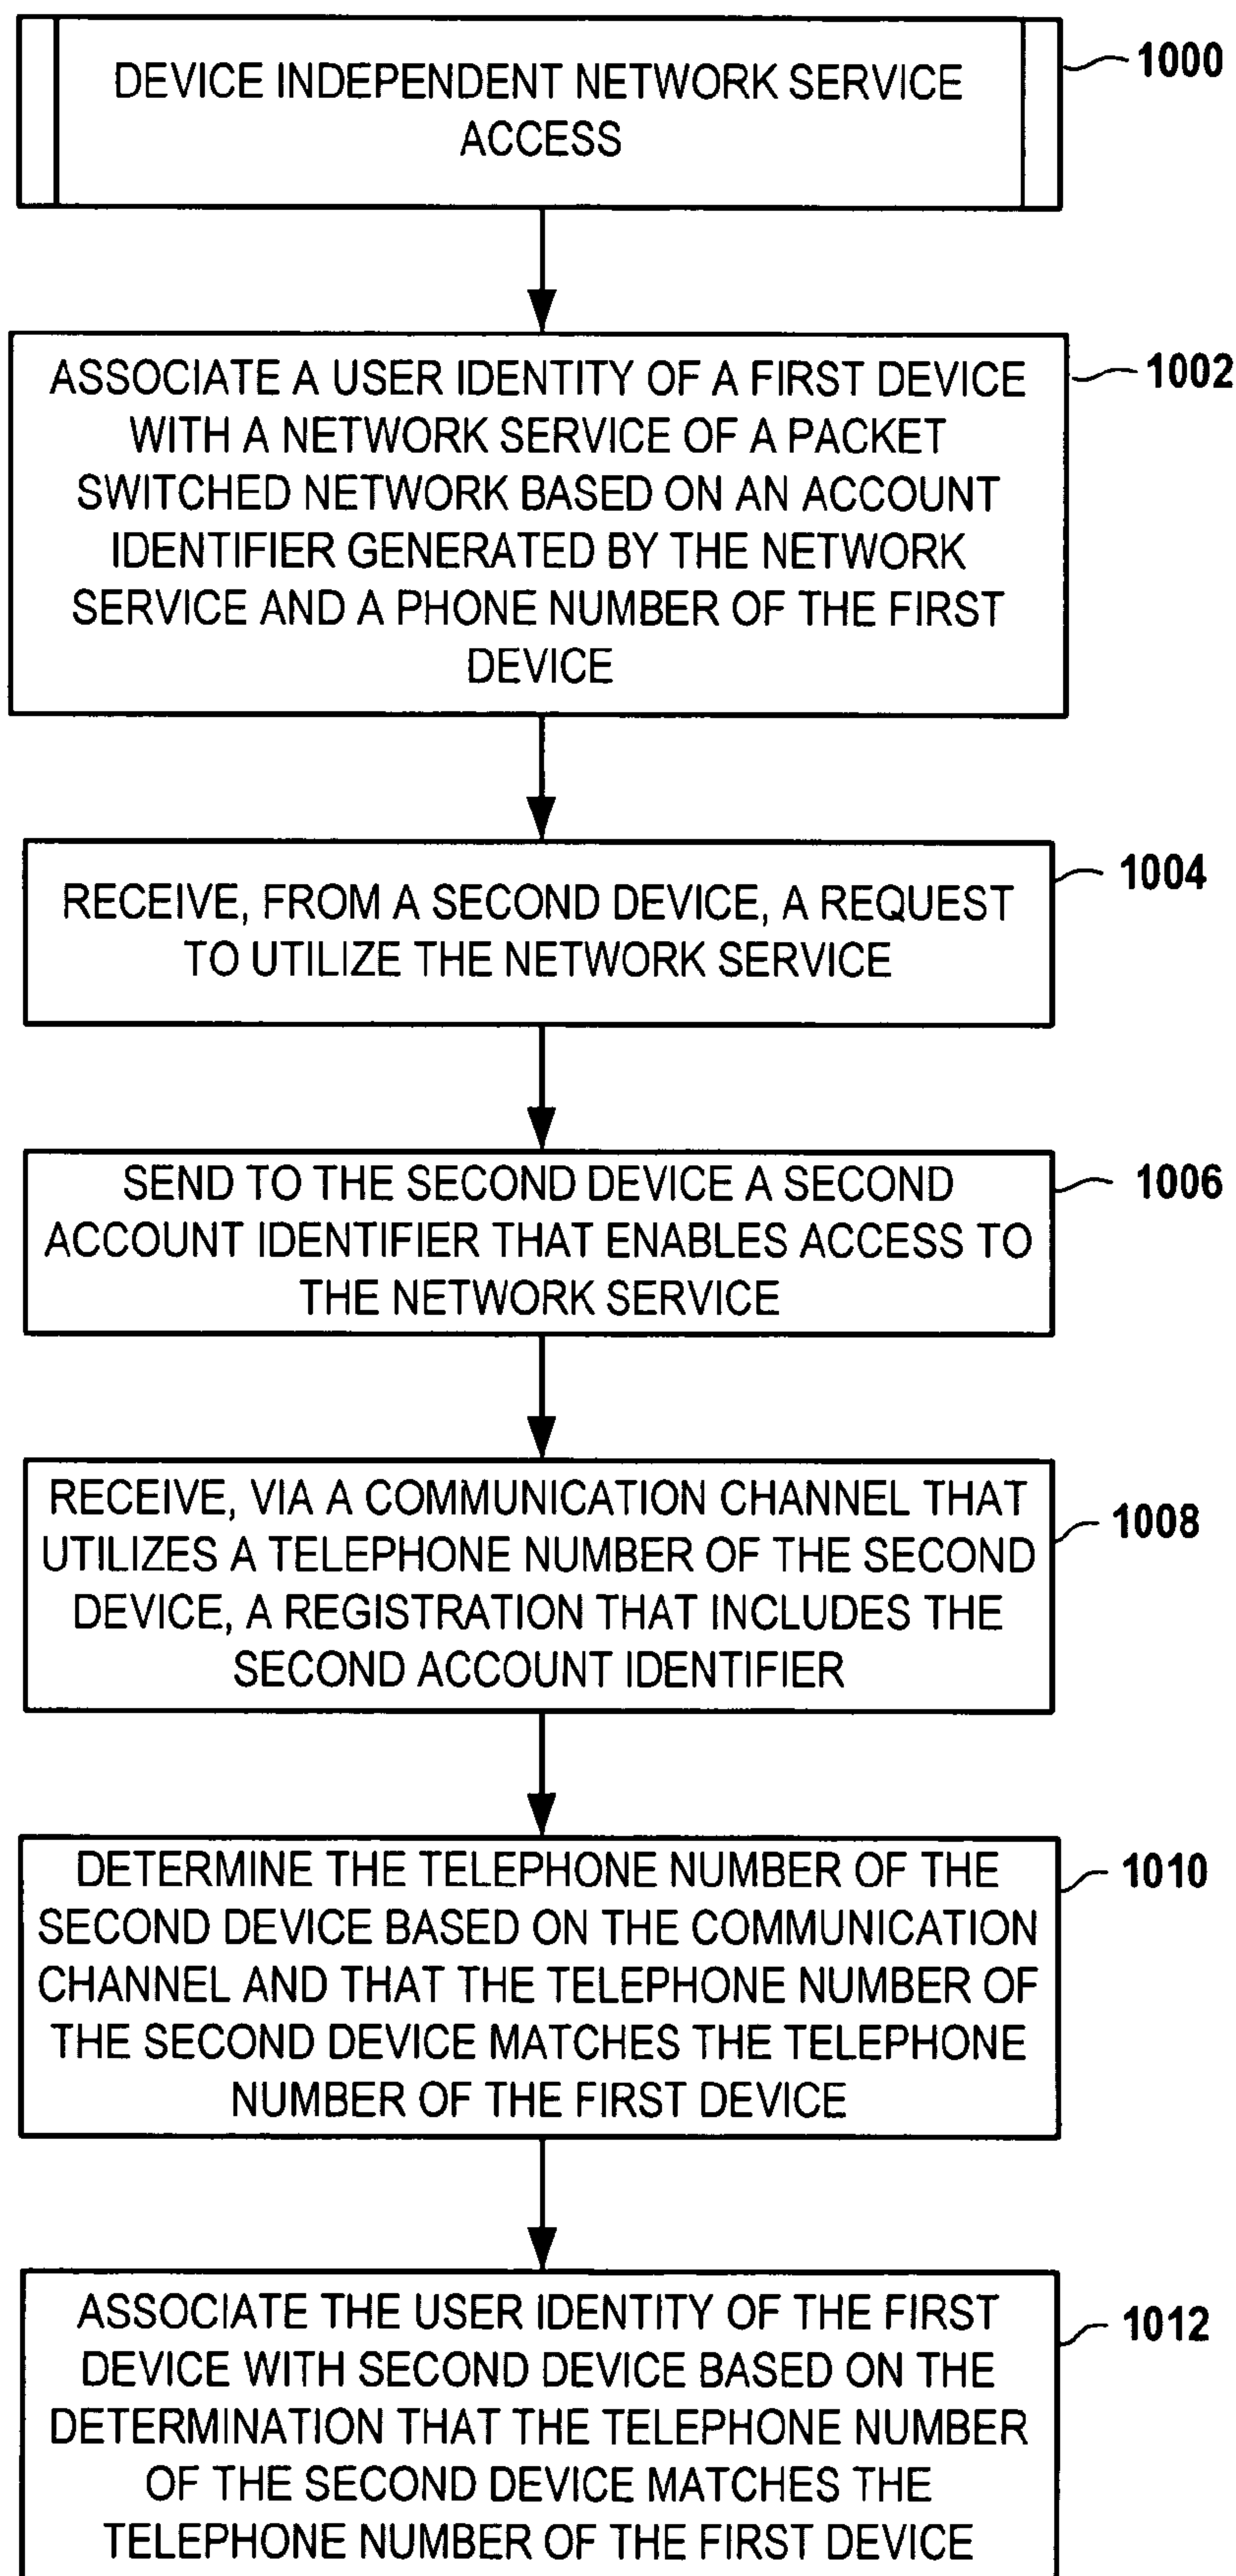 DEVICE INDEPENDENT NETWORK SERVICE
ACCESS
1000
ASSOCIATE A USER IDENTITY OF A FIRST DEVICE
WITH A NETWORK SERVICE OF A PACKET
SWITCHED NETWORK BASED ON AN ACCOUNT
IDENTIFIER GENERATED BY THE NETWORK
SERVICE AND A PHONE NUMBER OF THE FIRST
DEVICE
1002
RECEIVE, FROM A SECOND DEVICE, A REQUEST
TO UTILIZE THE NETWORK SERVICE
1004
SEND TO THE SECOND DEVICE A SECOND
ACCOUNT IDENTIFIER THAT ENABLES ACCESS TO
THE NETWORK SERVICE
1006
RECEIVE, VIA A COMMUNICATION CHANNEL THAT
UTILIZES A TELEPHONE NUMBER OF THE SECOND
DEVICE, A REGISTRATION THAT INCLUDES THE
SECOND ACCOUNT IDENTIFIER
1008
DETERMINE THE TELEPHONE NUMBER OF THE
SECOND DEVICE BASED ON THE COMMUNICATION
CHANNEL AND THAT THE TELEPHONE NUMBER OF
THE SECOND DEVICE MATCHES THE TELEPHONE
NUMBER OF THE FIRST DEVICE
1010
ASSOCIATE THE USER IDENTITY OF THE FIRST
DEVICE WITH SECOND DEVICE BASED ON THE
DETERMINATION THAT THE TELEPHONE NUMBER
OF THE SECOND DEVICE MATCHES THE
TELEPHONE NUMBER OF THE FIRST DEVICE
1012